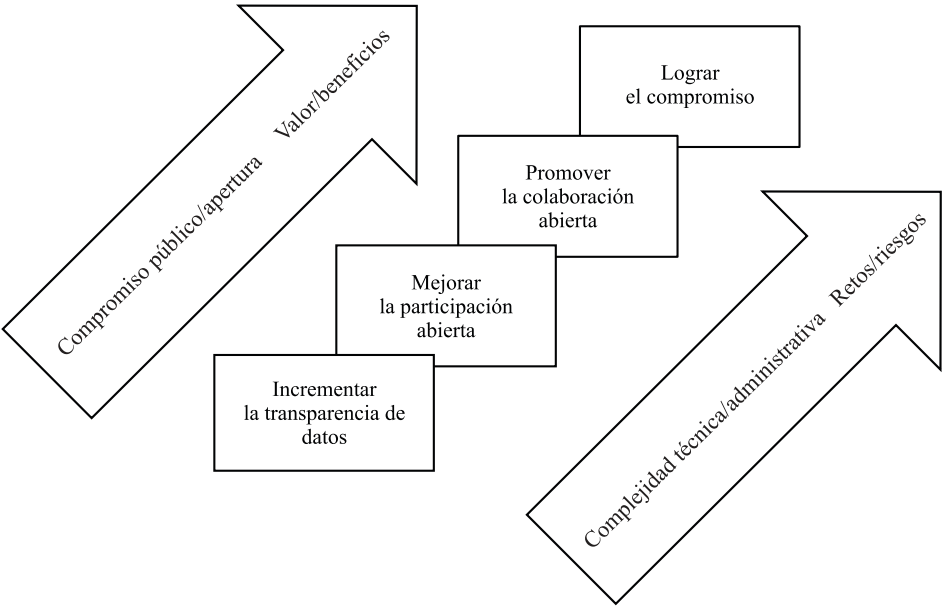 Compromiso público/apertura Valor/beneficios
Lograr
el compromiso
Promover
la colaboración
abierta
Mejorar
la participación
abierta
Incrementar
la transparencia de
datos
Complejidad técnica/administrativa Retos/riesgos